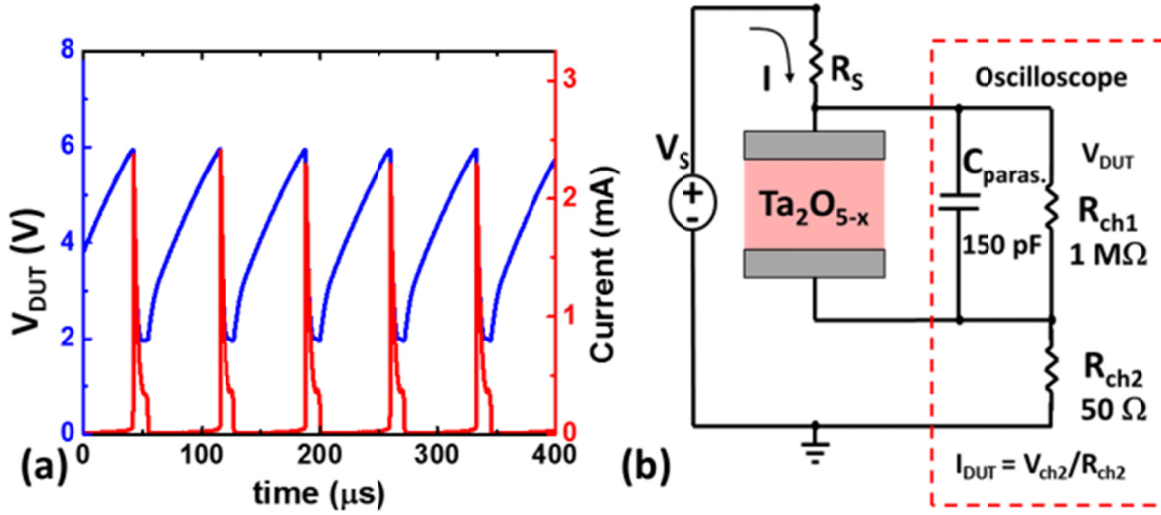 8
6
4
2
0
V_DUT (V)
3
2
1
0
Current (mA)
0 100 200 300 400
time (μs)
(a)
V_S
+
-
I
R_S
Ta₂O₅₋ₓ
Oscilloscope
C_paras.
150 pF
V_DUT
R_ch1
1 MΩ
R_ch2
50 Ω
I_DUT = V_ch2/R_ch2
(b)